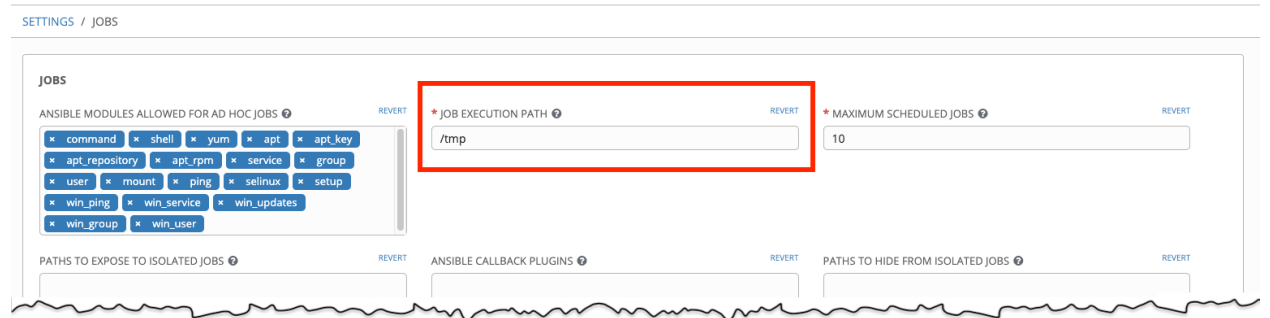 SETTINGS / JOBS
JOBS
ANSIBLE MODULES ALLOWED FOR AD HOC JOBS ? REVERT
× command × shell × yum × apt × apt_key
× apt_repository × apt_rpm × service × group
× user × mount × ping × selinux × setup
× win_ping × win_service × win_updates
× win_group × win_user
* JOB EXECUTION PATH ? REVERT
/tmp
* MAXIMUM SCHEDULED JOBS ? REVERT
10
PATHS TO EXPOSE TO ISOLATED JOBS ? REVERT
ANSIBLE CALLBACK PLUGINS ? REVERT
PATHS TO HIDE FROM ISOLATED JOBS ? REVERT